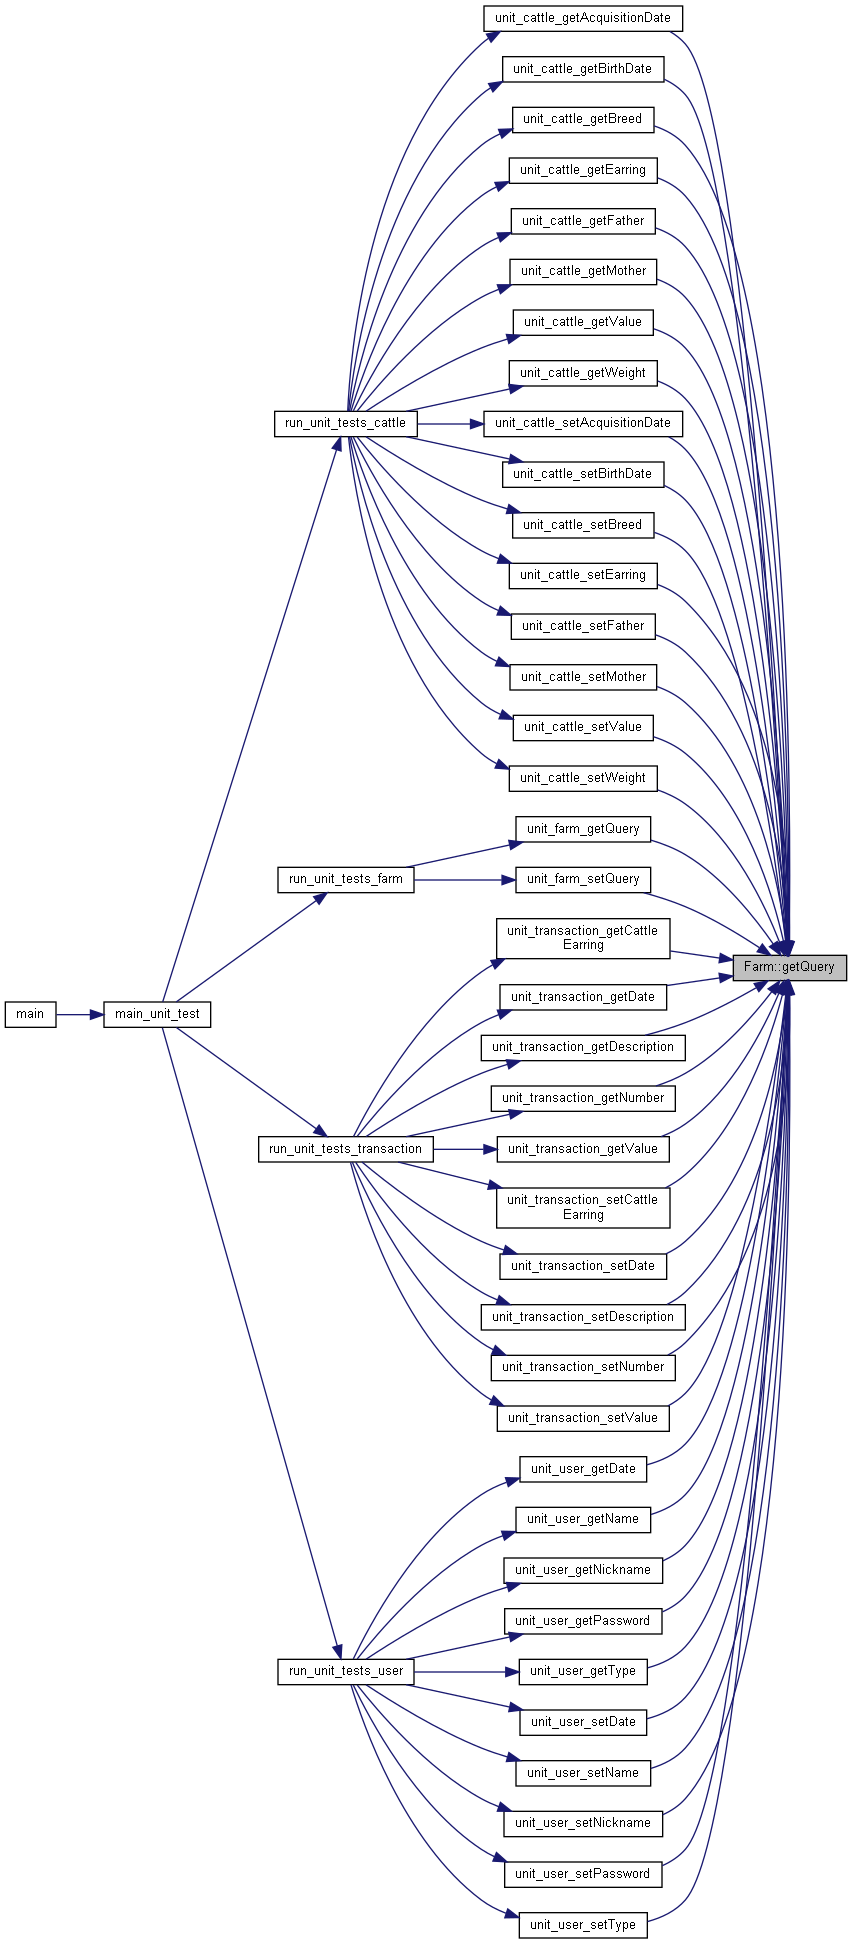 unit_cattle_getAcquisitionDate
unit_cattle_getBirthDate
unit_cattle_getBreed
unit_cattle_getEarring
unit_cattle_getFather
unit_cattle_getMother
unit_cattle_getValue
unit_cattle_getWeight
run_unit_tests_cattle
unit_cattle_setAcquisitionDate
unit_cattle_setBirthDate
unit_cattle_setBreed
unit_cattle_setEarring
unit_cattle_setFather
unit_cattle_setMother
unit_cattle_setValue
unit_cattle_setWeight
unit_farm_getQuery
run_unit_tests_farm
unit_farm_setQuery
unit_transaction_getCattle
Earring
Farm::getQuery
unit_transaction_getDate
main
main_unit_test
unit_transaction_getDescription
unit_transaction_getNumber
run_unit_tests_transaction
unit_transaction_getValue
unit_transaction_setCattle
Earring
unit_transaction_setDate
unit_transaction_setDescription
unit_transaction_setNumber
unit_transaction_setValue
unit_user_getDate
unit_user_getName
unit_user_getNickname
unit_user_getPassword
run_unit_tests_user
unit_user_getType
unit_user_setDate
unit_user_setName
unit_user_setNickname
unit_user_setPassword
unit_user_setType